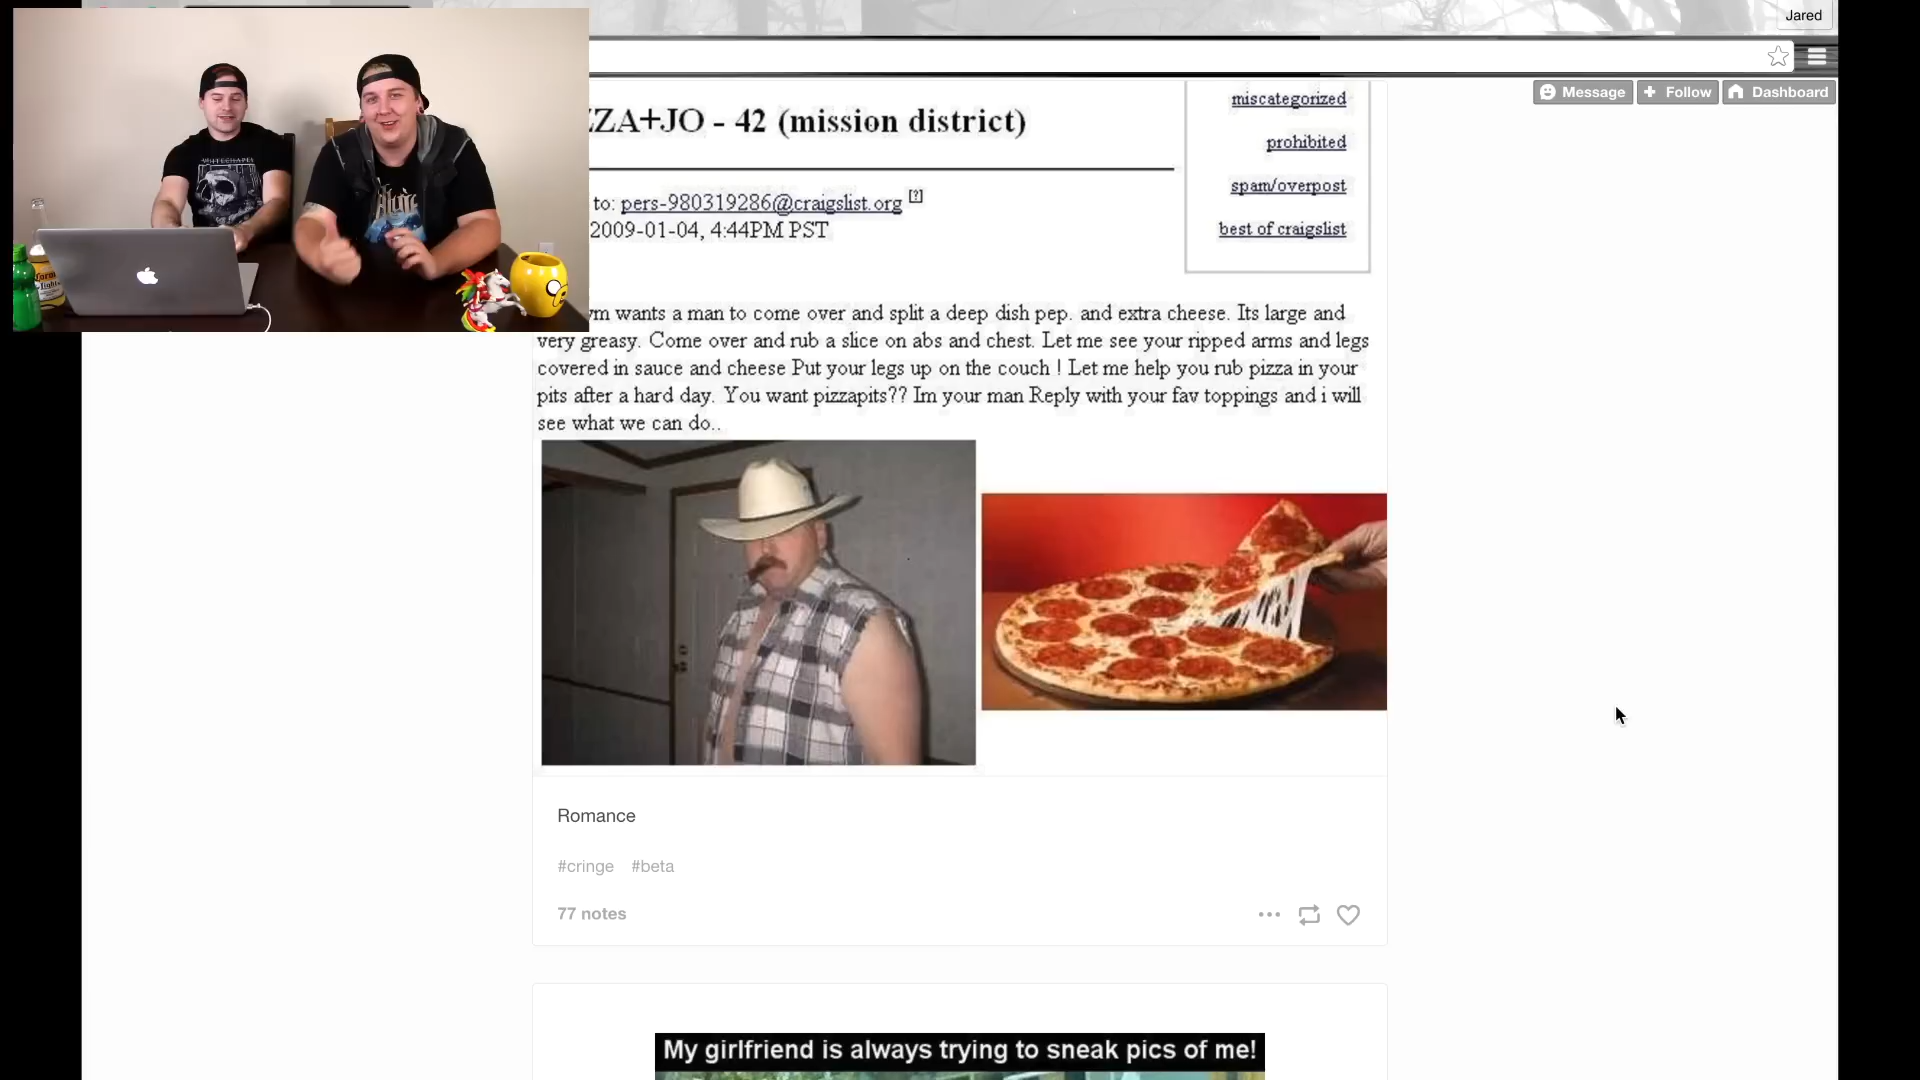 Jared
Message
Follow
Dashboard
ZZA+JO - 42 (mission district)
miscategorized
prohibited
spam/overpost
best of craigslist
to: pers-980319286@craigslist.org [?]
2009-01-04, 4:44PM PST
WHITECHAPEL
wants a man to come over and split a deep dish pep. and extra cheese. Its large and
very greasy. Come over and rub a slice on abs and chest. Let me see your ripped arms and legs
covered in sauce and cheese Put your legs up on the couch ! Let me help you rub pizza in your
pits after a hard day. You want pizzapits?? Im your man Reply with your fav toppings and i will
see what we can do..
Romance
#cringe #beta
77 notes
My girlfriend is always trying to sneak pics of me!